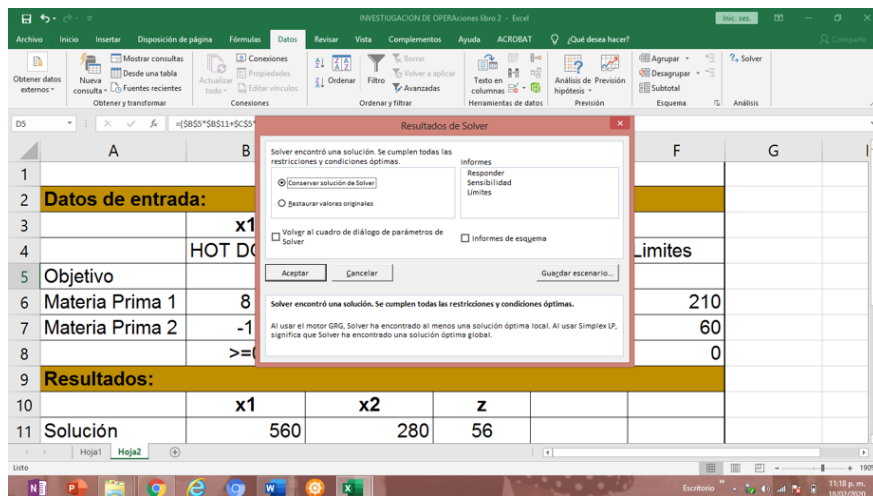 INVESTIUGACION DE OPERAciones libro 2 - Excel
Inic. ses.
Archivo Inicio Insertar Disposición de página Fórmulas Datos Revisar Vista Complementos Ayuda ACROBAT ¿Qué desea hacer? Compartir
Obtener datos externos
Nueva consulta
Mostrar consultas
Desde una tabla
Fuentes recientes
Obtener y transformar
Actualizar todo
Conexiones
Propiedades
Editar vínculos
Conexiones
Ordenar
Filtro
Borrar
Volver a aplicar
Avanzadas
Ordenar y filtrar
Texto en columnas
Herramientas de datos
Análisis de hipótesis
Previsión
Previsión
Agrupar
Desagrupar
Subtotal
Esquema
Solver
Análisis
D5 fx =($B$5*$B$11+$C$5*
Resultados de Solver
Solver encontró una solución. Se cumplen todas las
restricciones y condiciones óptimas.
Conservar solución de Solver
Restaurar valores originales
Informes
Responder
Sensibilidad
Límites
Volver al cuadro de diálogo de parámetros de
Solver
Informes de esquema
Aceptar Cancelar Guardar escenario...
Solver encontró una solución. Se cumplen todas las restricciones y condiciones óptimas.
Al usar el motor GRG, Solver ha encontrado al menos una solución óptima local. Al usar Simplex LP,
significa que Solver ha encontrado una solución óptima global.
A B F G
1
2 Datos de entrada:
3 x1
4 HOT DO Limites
5 Objetivo
6 Materia Prima 1 8 210
7 Materia Prima 2 -1 60
8 >=0 0
9 Resultados:
10 x1 x2 z
11 Solución 560 280 56
Hoja1 Hoja2
Listo 190%
Escritorio 11:18 p. m.
18/02/2020